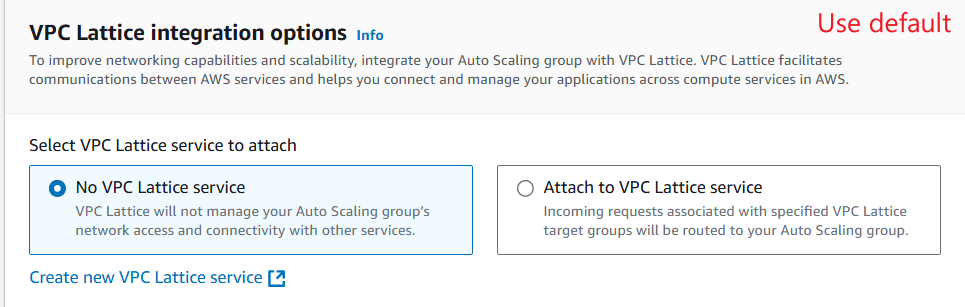 VPC Lattice integration options Info
Use default
To improve networking capabilities and scalability, integrate your Auto Scaling group with VPC Lattice. VPC Lattice facilitates
communications between AWS services and helps you connect and manage your applications across compute services in AWS.
Select VPC Lattice service to attach
No VPC Lattice service
VPC Lattice will not manage your Auto Scaling group's
network access and connectivity with other services.
Attach to VPC Lattice service
Incoming requests associated with specified VPC Lattice
target groups will be routed to your Auto Scaling group.
Create new VPC Lattice service